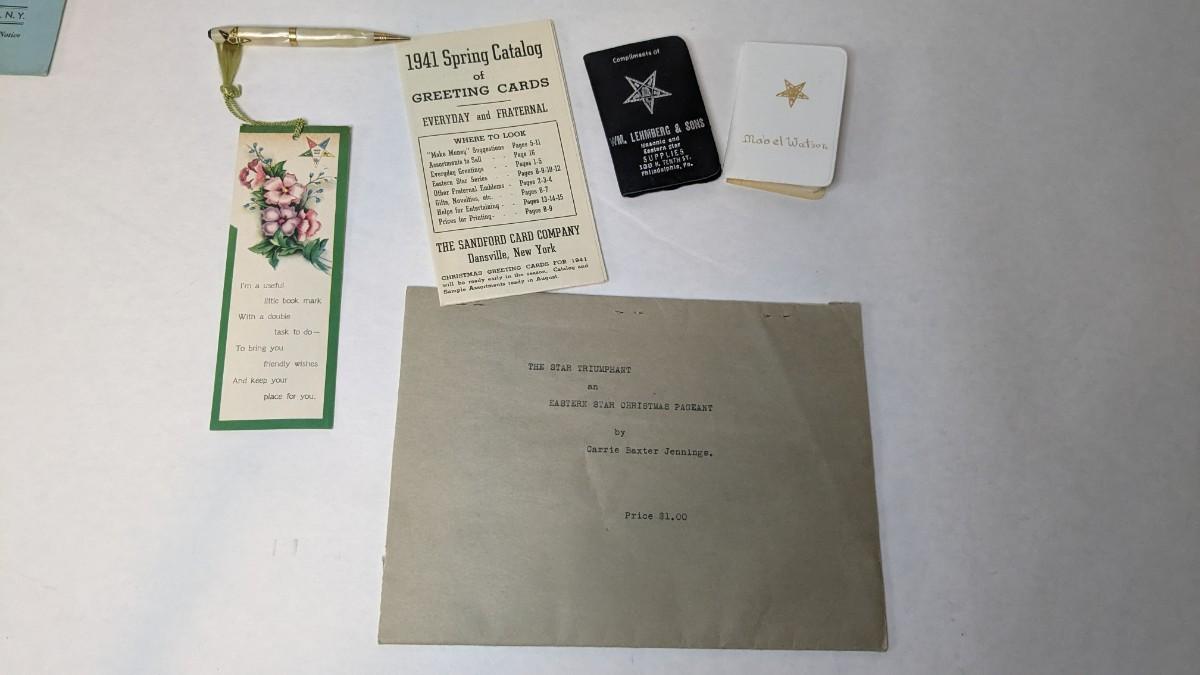 N. Y.
Notice
1941 Spring Catalog
of
GREETING CARDS
EVERYDAY and FRATERNAL
WHERE TO LOOK
"Make Money" Suggestions Pages 5-11
Assortments to Sell - - Page 16
Everyday Greetings - - Pages 1-5
Eastern Star Series - Pages 8-9-10-12
Other Fraternal Emblems - Pages 2-3-4
Gifts, Novelties, etc. - Pages 6-7
Helps for Entertaining - - Pages 13-14-15
Prices for Printing - - - Pages 8-9
THE SANDFORD CARD COMPANY
Dansville, New York
CHRISTMAS GREETING CARDS FOR 1941
will be ready early in the season. Catalog and
Sample Assortments ready in August.
Compliments of
WM. LEHMBERG & SONS
Masonic and
Eastern Star
SUPPLIES
130 N. TENTH ST.
Philadelphia, Pa.
Mabel Watson
I'm a useful
little book mark
With a double
task to do—
To bring you
friendly wishes
And keep your
place for you.
THE STAR TRIUMPHANT
an
EASTERN STAR CHRISTMAS PAGEANT
by
Carrie Baxter Jennings.
Price $1.00